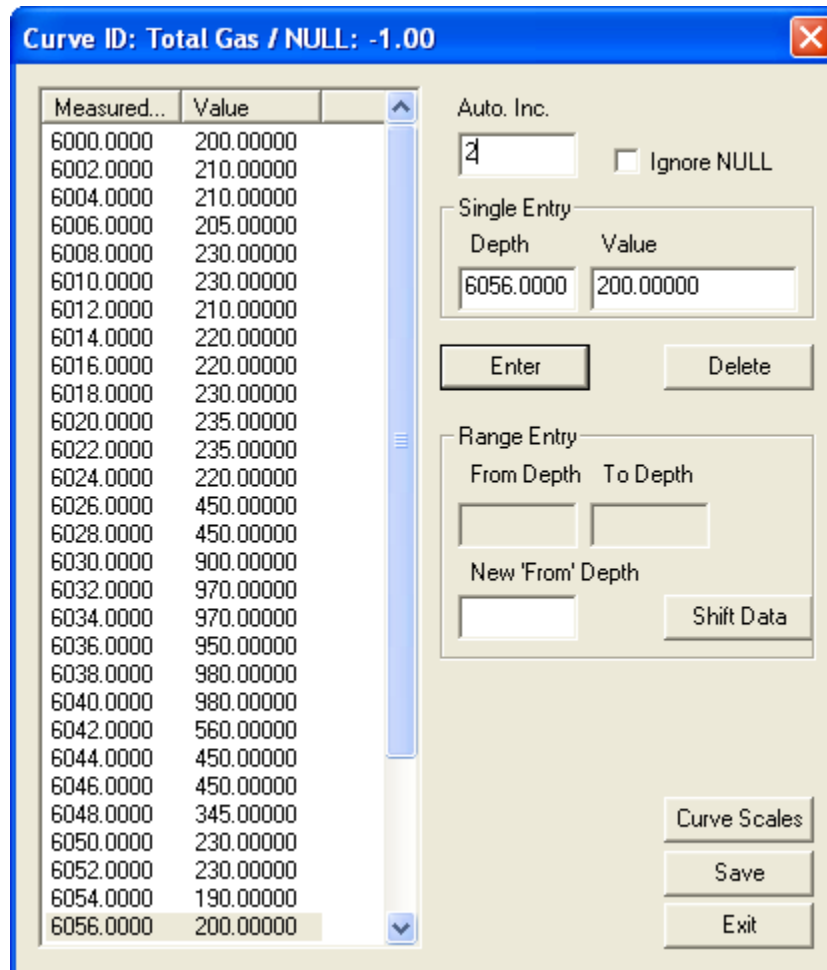 Curve ID: Total Gas / NULL: -1.00
Measured... Value
6000.0000 200.00000
6002.0000 210.00000
6004.0000 210.00000
6006.0000 205.00000
6008.0000 230.00000
6010.0000 230.00000
6012.0000 210.00000
6014.0000 220.00000
6016.0000 220.00000
6018.0000 230.00000
6020.0000 235.00000
6022.0000 235.00000
6024.0000 220.00000
6026.0000 450.00000
6028.0000 450.00000
6030.0000 900.00000
6032.0000 970.00000
6034.0000 970.00000
6036.0000 950.00000
6038.0000 980.00000
6040.0000 980.00000
6042.0000 560.00000
6044.0000 450.00000
6046.0000 450.00000
6048.0000 345.00000
6050.0000 230.00000
6052.0000 230.00000
6054.0000 190.00000
6056.0000 200.00000
Auto. Inc.
2
Ignore NULL
Single Entry
Depth Value
6056.0000 200.00000
Enter Delete
Range Entry
From Depth To Depth
New 'From' Depth
Shift Data
Curve Scales
Save
Exit